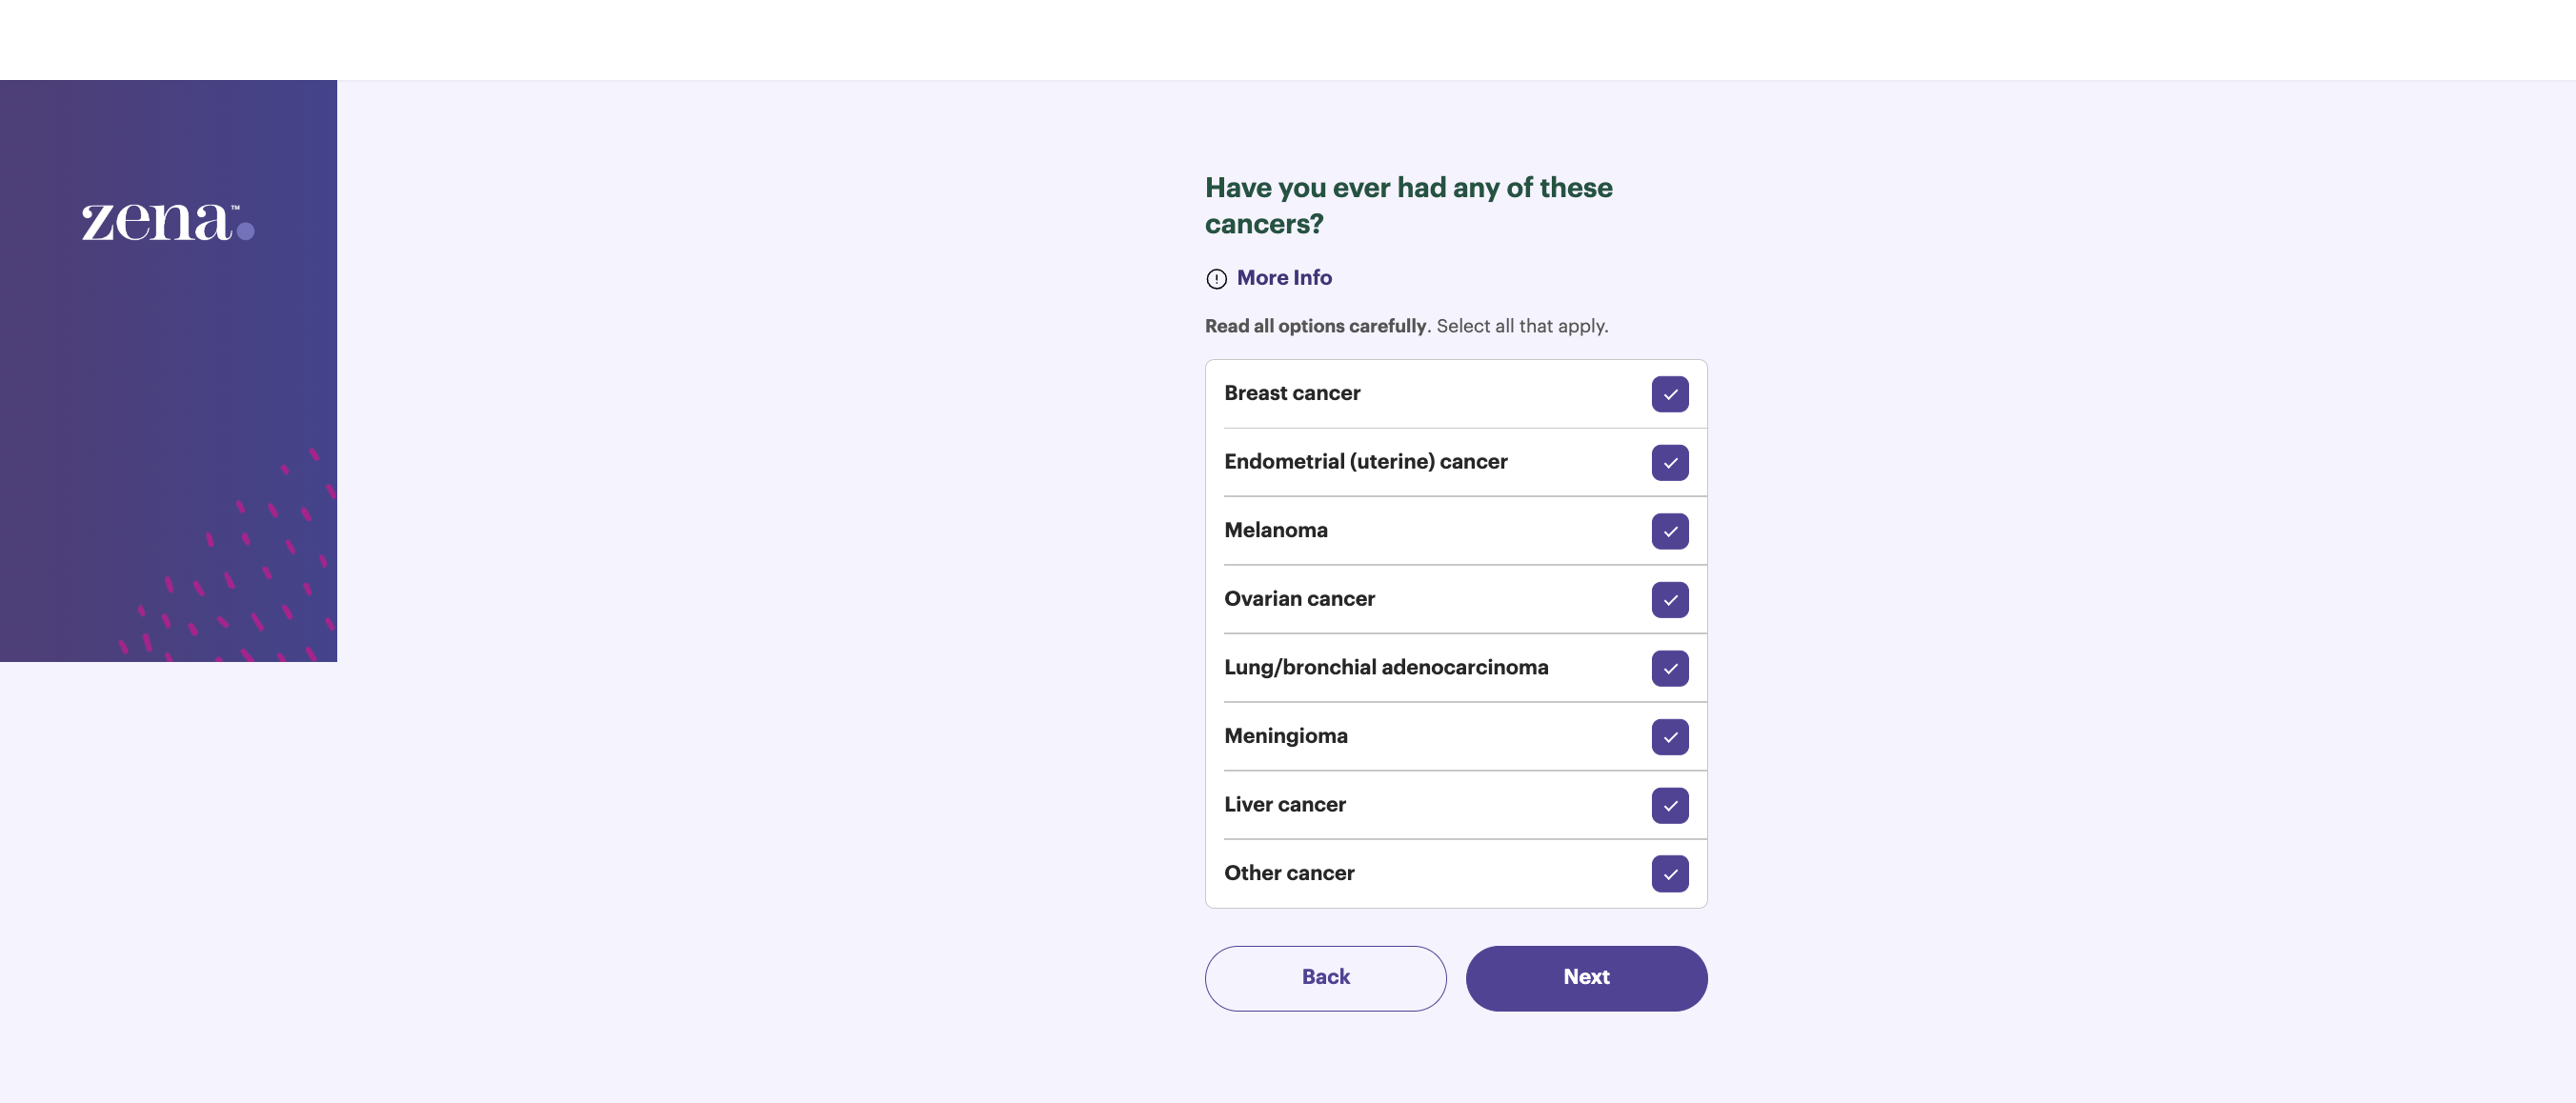 zena™
Have you ever had any of these
cancers?
More Info
Read all options carefully. Select all that apply.
Breast cancer
Endometrial (uterine) cancer
Melanoma
Ovarian cancer
Lung/bronchial adenocarcinoma
Meningioma
Liver cancer
Other cancer
Back
Next